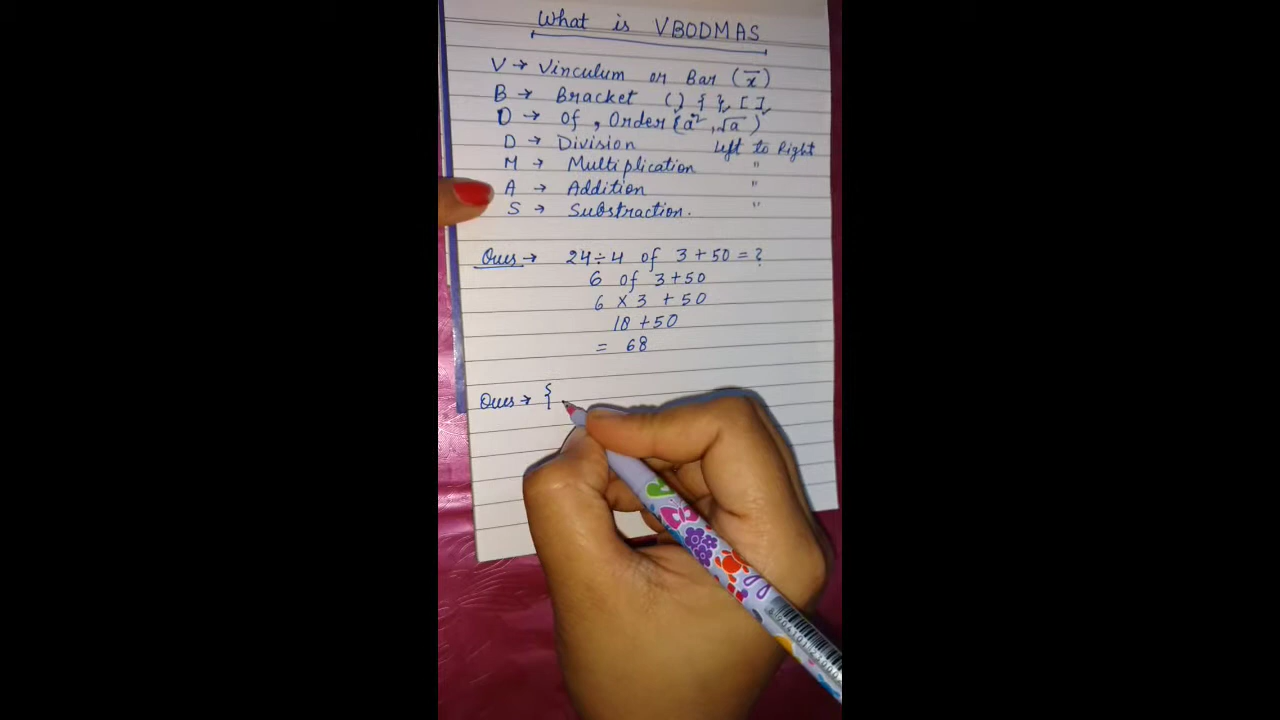 What is VBODMAS
V → Vinculum or Bar (x̅)
B → Bracket () { }, [ ],
O → Of, Order (a², √a)
D → Division Left to Right
M → Multiplication "
A → Addition "
S → Substraction. "
Ques → 24 ÷ 4 of 3 + 50 = ?
6 of 3 + 50
6 × 3 + 50
18 + 50
= 68
Ques → {